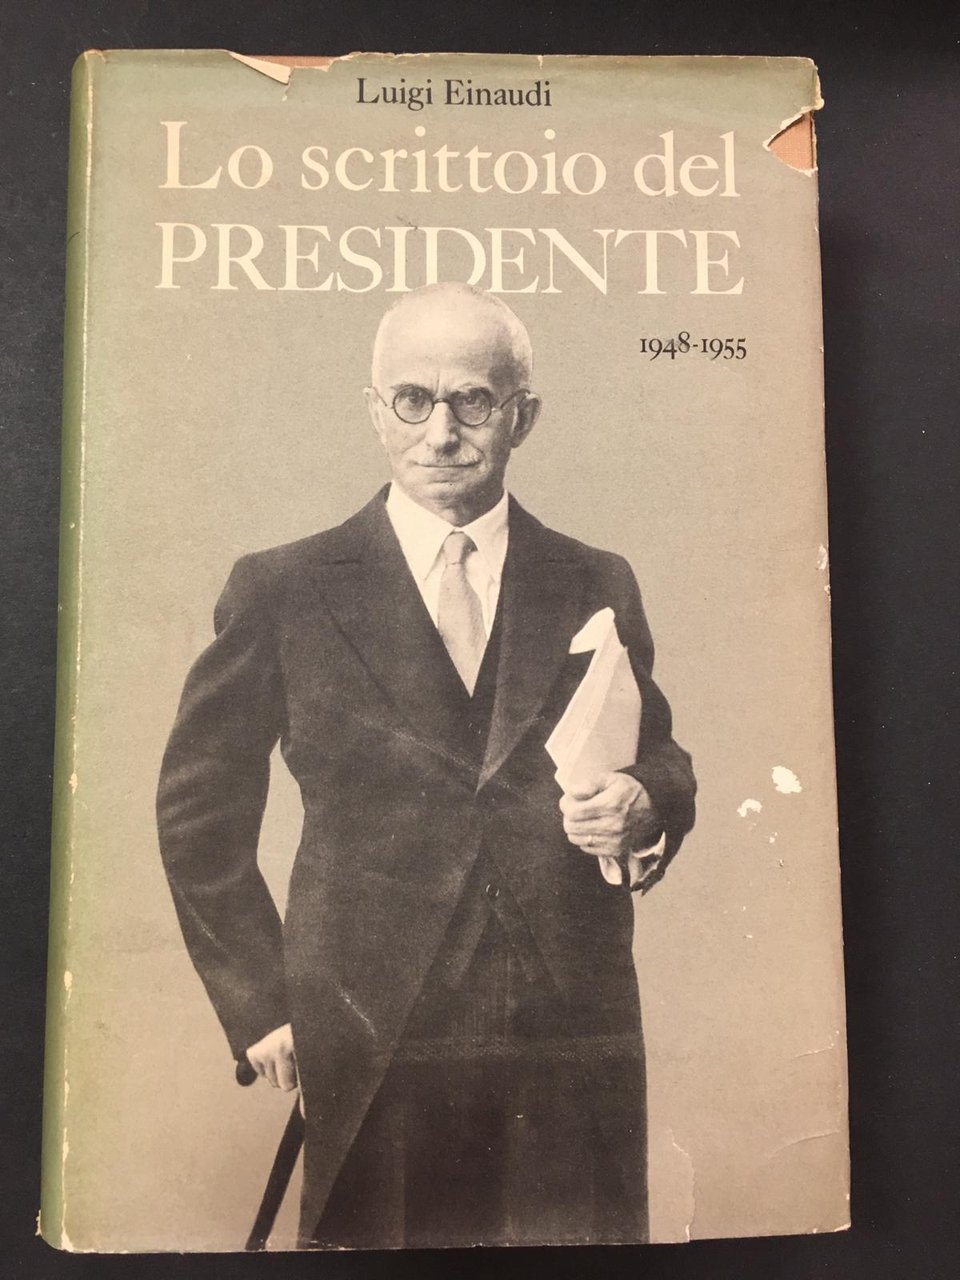 Luigi Einaudi
Lo scrittoio del
PRESIDENTE
1948-1955